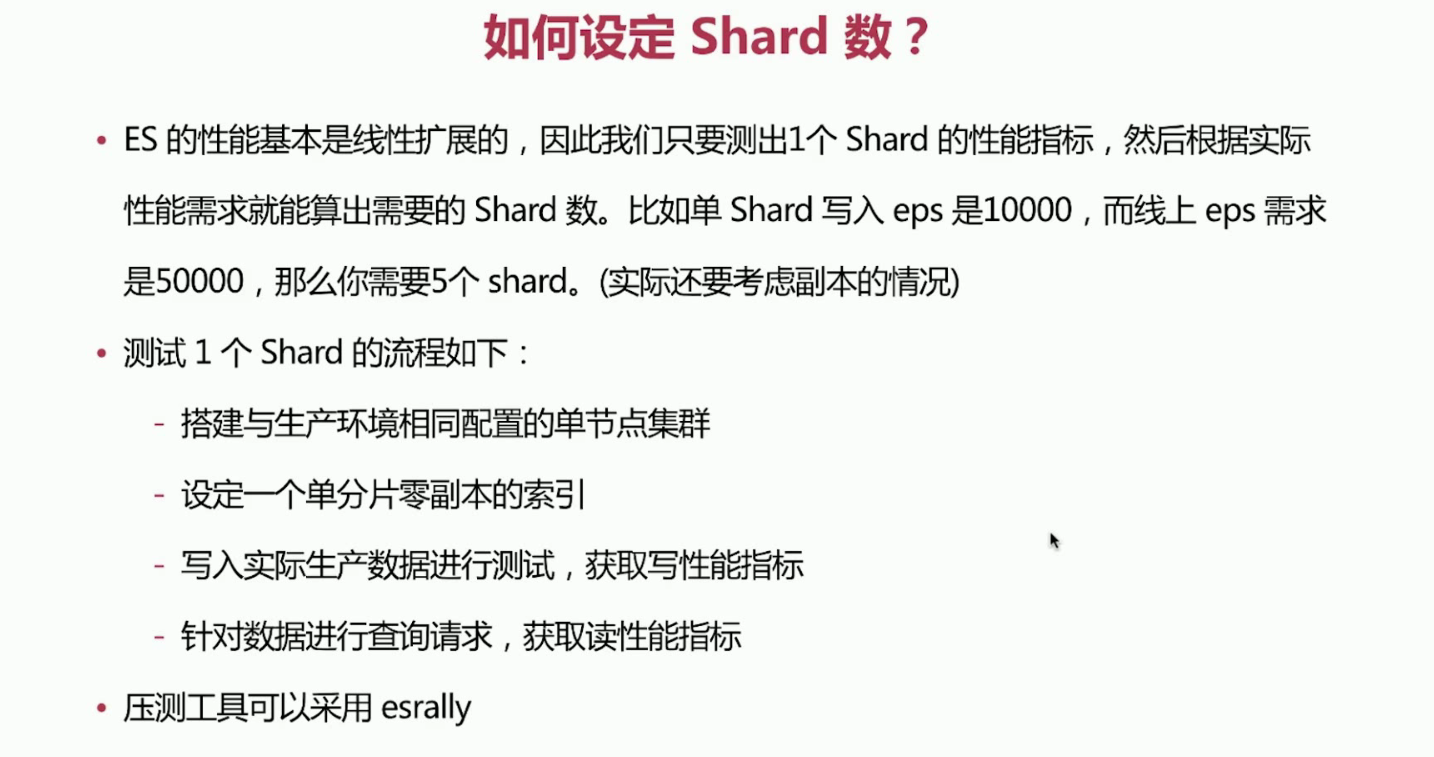 如何设定 Shard 数？
• ES 的性能基本是线性扩展的，因此我们只要测出1个 Shard 的性能指标，然后根据实际
性能需求就能算出需要的 Shard 数。比如单 Shard 写入 eps 是10000，而线上 eps 需求
是50000，那么你需要5个 shard。(实际还要考虑副本的情况)
• 测试 1 个 Shard 的流程如下：
- 搭建与生产环境相同配置的单节点集群
- 设定一个单分片零副本的索引
- 写入实际生产数据进行测试，获取写性能指标
- 针对数据进行查询请求，获取读性能指标
• 压测工具可以采用 esrally